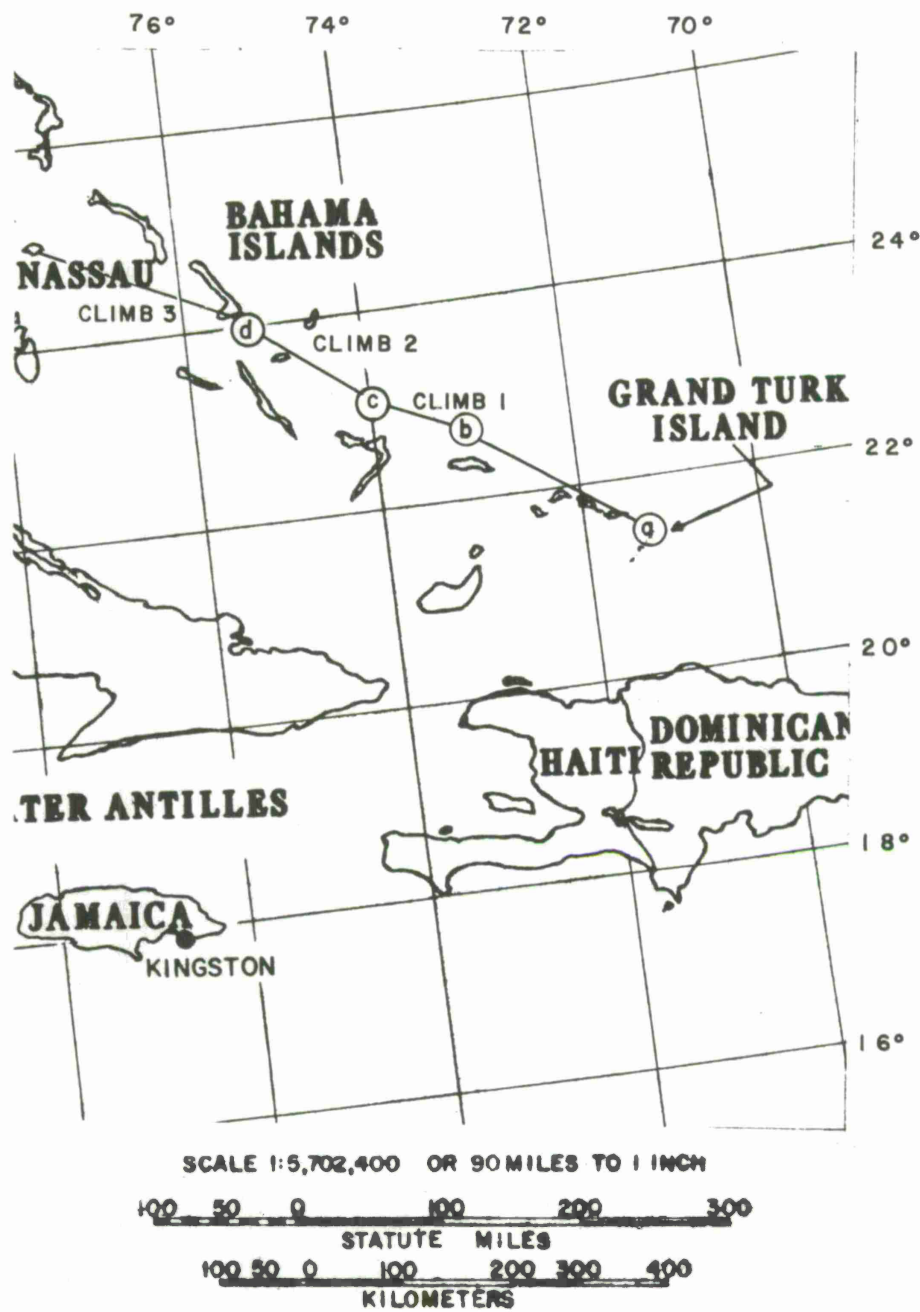 76° 74° 72° 70°
BAHAMA
ISLANDS
24°
NASSAU
CLIMB 3
d
CLIMB 2
GRAND TURK
ISLAND
c
CLIMB 1
b
22°
a
20°
DOMINICAN
HAITI
REPUBLIC
TER ANTILLES
18°
JAMAICA
KINGSTON
16°
SCALE 1:5,702,400 OR 90 MILES TO 1 INCH
100 50 0 100 200 300
STATUTE MILES
100 50 0 100 200 300 400
KILOMETERS